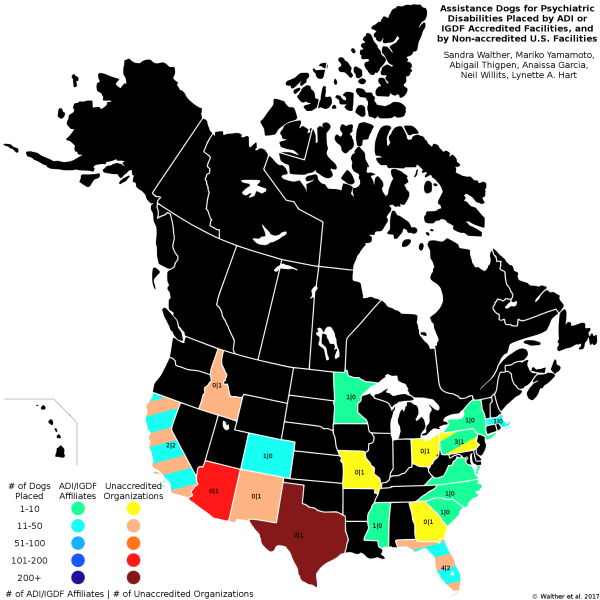 Assistance Dogs for Psychiatric
Disabilities Placed by ADI or
IGDF Accredited Facilities, and
by Non-accredited U.S. Facilities
Sandra Walther, Mariko Yamamoto,
Abigail Thigpen, Anaissa Garcia,
Neil Willits, Lynette A. Hart
0|1
1|0
1|0
1|0
2|2
3|1
0|1
1|0
0|1
0|1
0|1
1|0
1|0
0|1
1|0
0|1
4|2
# of Dogs Placed ADI/IGDF Affiliates Unaccredited Organizations
1-10
11-50
51-100
101-200
200+
# of ADI/IGDF Affiliates | # of Unaccredited Organizations
© Walther et al. 2017